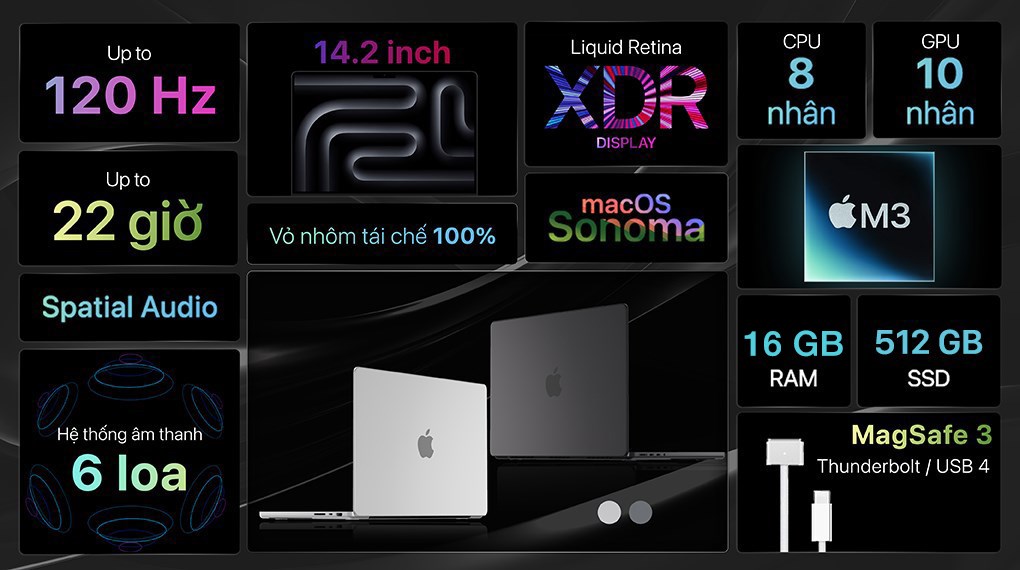 Up to
120 Hz
14.2 inch
Liquid Retina
XDR
DISPLAY
CPU
8
nhân
GPU
10
nhân
Up to
22 giờ
Vỏ nhôm tái chế 100%
macOS
Sonoma
M3
Spatial Audio
Hệ thống âm thanh
6 loa
16 GB
RAM
512 GB
SSD
MagSafe 3
Thunderbolt / USB 4